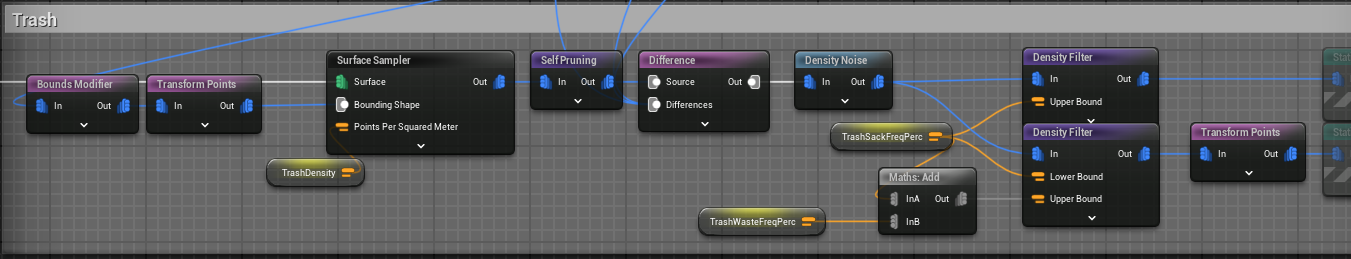 Trash
Bounds Modifier
In Out
Transform Points
In Out
Surface Sampler
Surface Out
Bounding Shape
Points Per Squared Meter
TrashDensity
Self Pruning
In Out
Difference
Source Out
Differences
Density Noise
In Out
TrashSackFreqPerc
TrashWasteFreqPerc
Maths: Add
InA Out
InB
Density Filter
In Out
Upper Bound
Density Filter
In Out
Lower Bound
Upper Bound
Transform Points
In Out
Stat
Stat